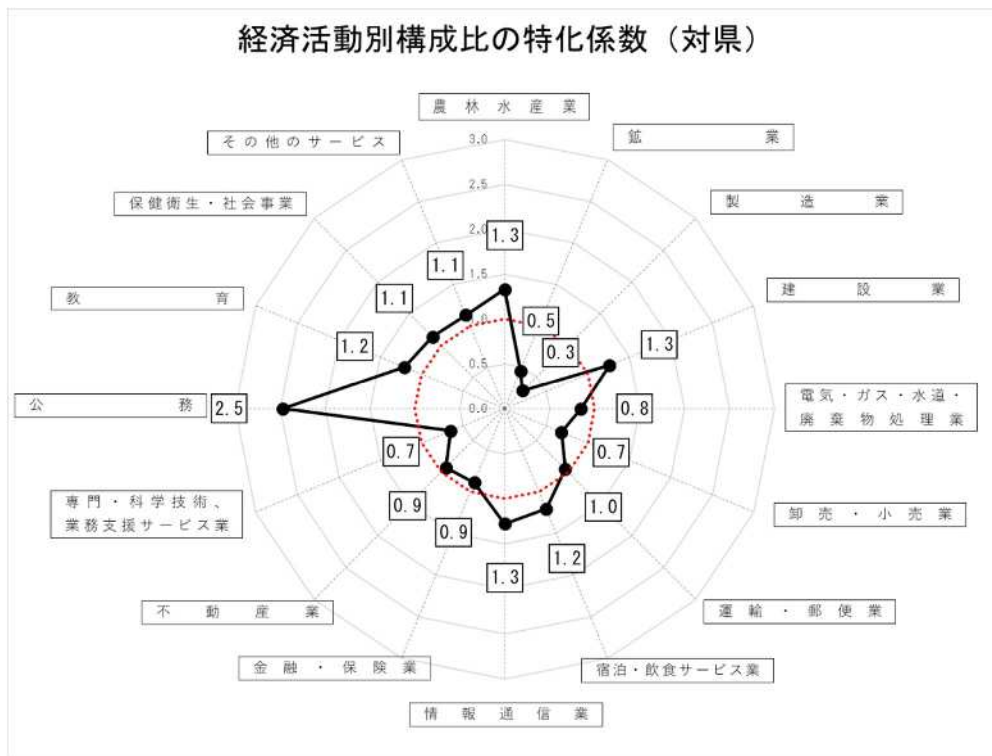 経済活動別構成比の特化係数（対県）
農林水産業
鉱業
製造業
建設業
電気・ガス・水道・
廃棄物処理業
卸売・小売業
運輸・郵便業
宿泊・飲食サービス業
情報通信業
金融・保険業
不動産業
専門・科学技術、
業務支援サービス業
公務
教育
保健衛生・社会事業
その他のサービス
3.0
2.5
2.0
1.5
1.0
0.5
0.0
1.3
0.5
0.3
1.3
0.8
0.7
1.0
1.2
1.3
0.9
0.9
0.7
2.5
1.2
1.1
1.1